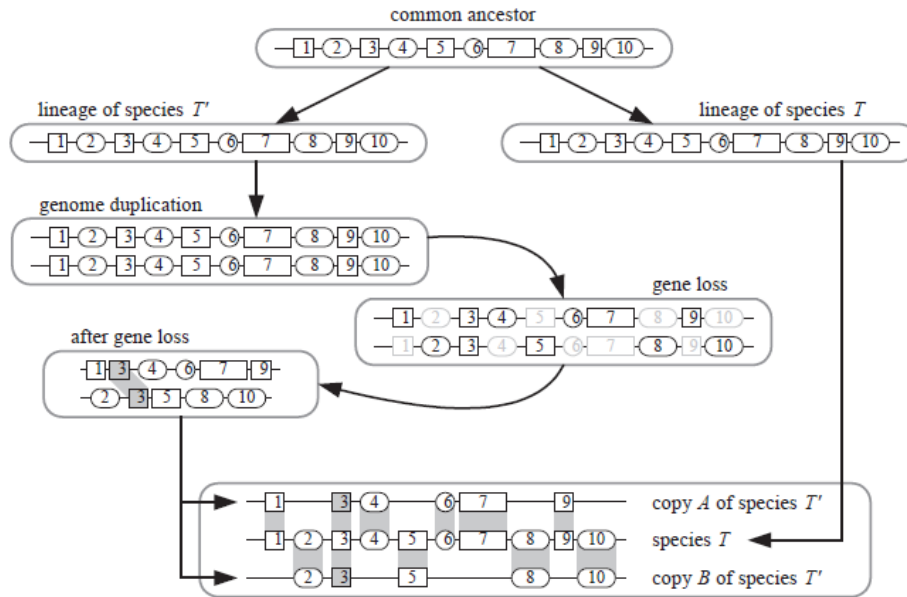 common ancestor
1 2 3 4 5 6 7 8 9 10
lineage of species T′
lineage of species T
1 2 3 4 5 6 7 8 9 10
1 2 3 4 5 6 7 8 9 10
genome duplication
1 2 3 4 5 6 7 8 9 10
1 2 3 4 5 6 7 8 9 10
gene loss
1 2 3 4 5 6 7 8 9 10
1 2 3 4 5 6 7 8 9 10
after gene loss
1 3 4 6 7 9
2 3 5 8 10
1 3 4 6 7 9 copy A of species T′
1 2 3 4 5 6 7 8 9 10 species T
2 3 5 8 10 copy B of species T′